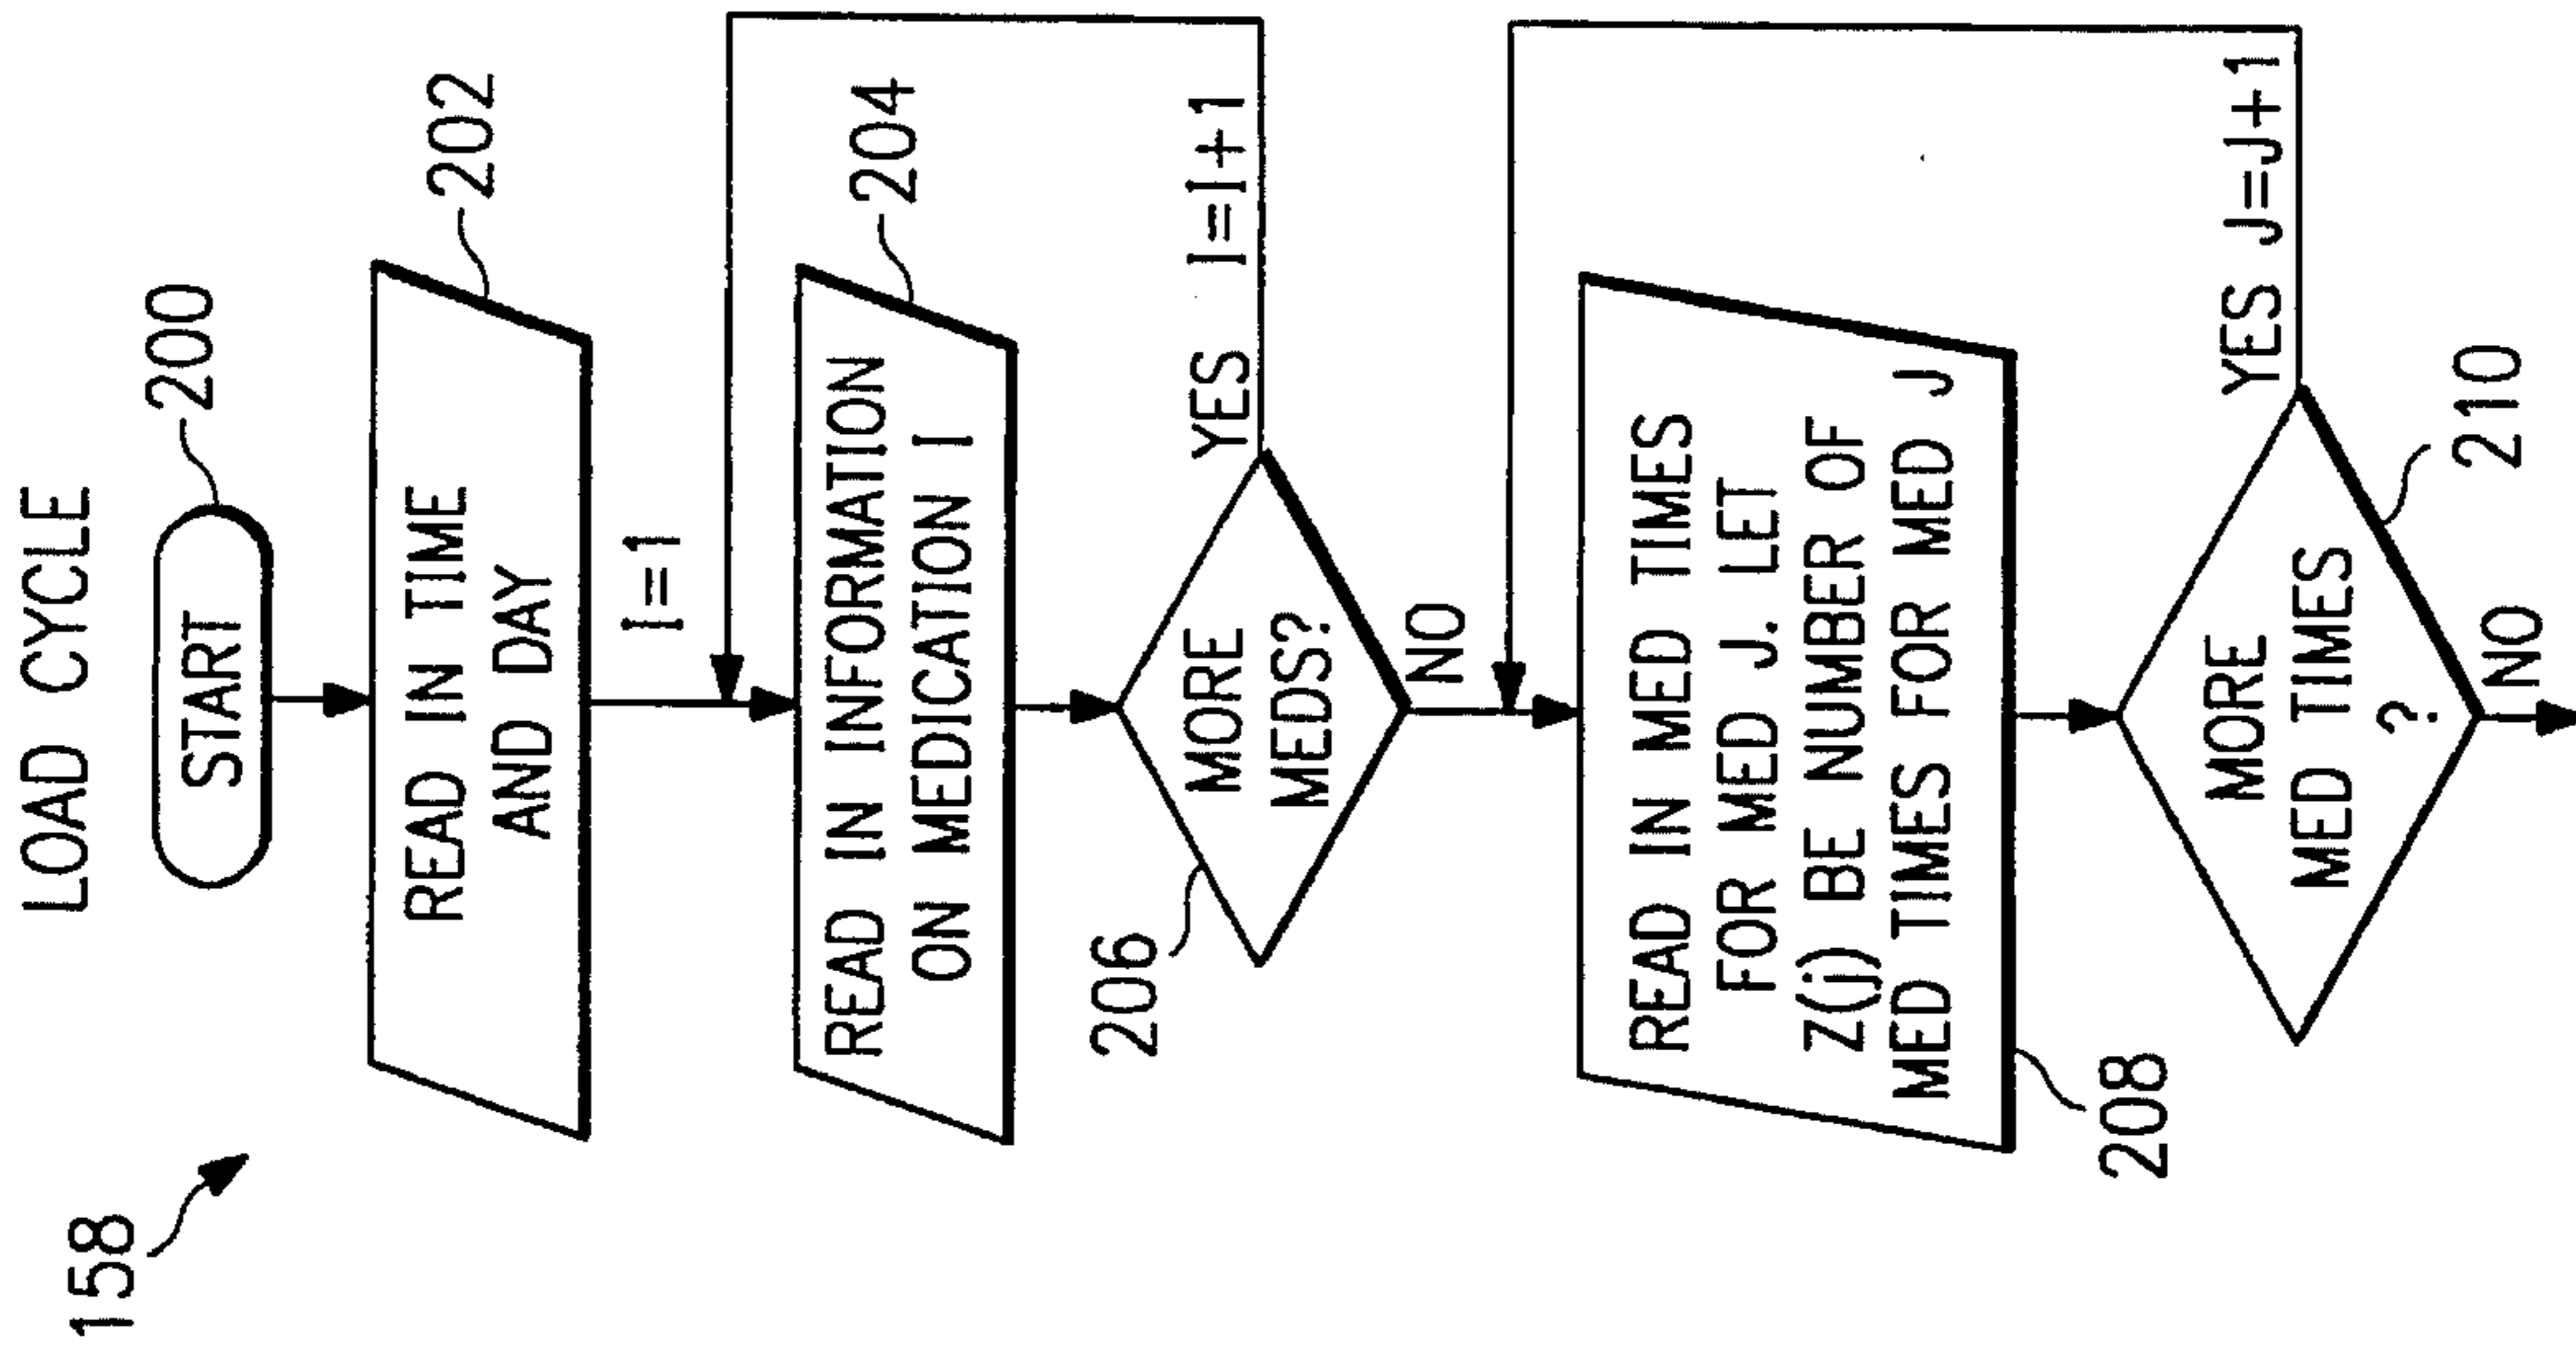 LOAD CYCLE
158
START
200
READ IN TIME
AND DAY
202
I=1
READ IN INFORMATION
ON MEDICATION I
204
MORE
MEDS?
206
YES I=I+1
NO
READ IN MED TIMES
FOR MED J. LET
Z(j) BE NUMBER OF
MED TIMES FOR MED J
208
MORE
MED TIMES
?
YES J=J+1
210
NO